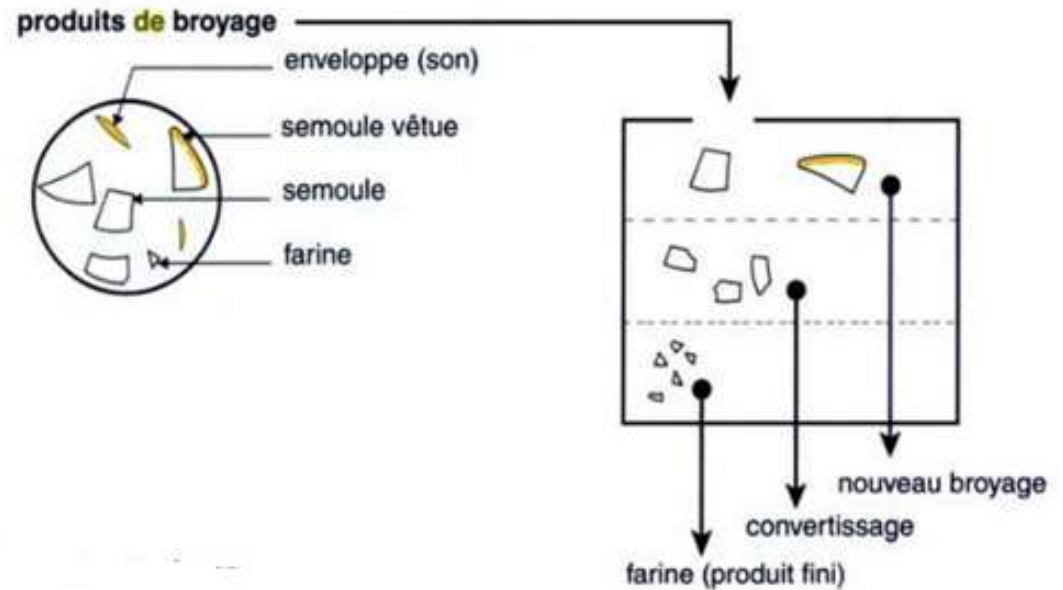 produits de broyage
enveloppe (son)
semoule vêtue
semoule
farine
nouveau broyage
convertissage
farine (produit fini)